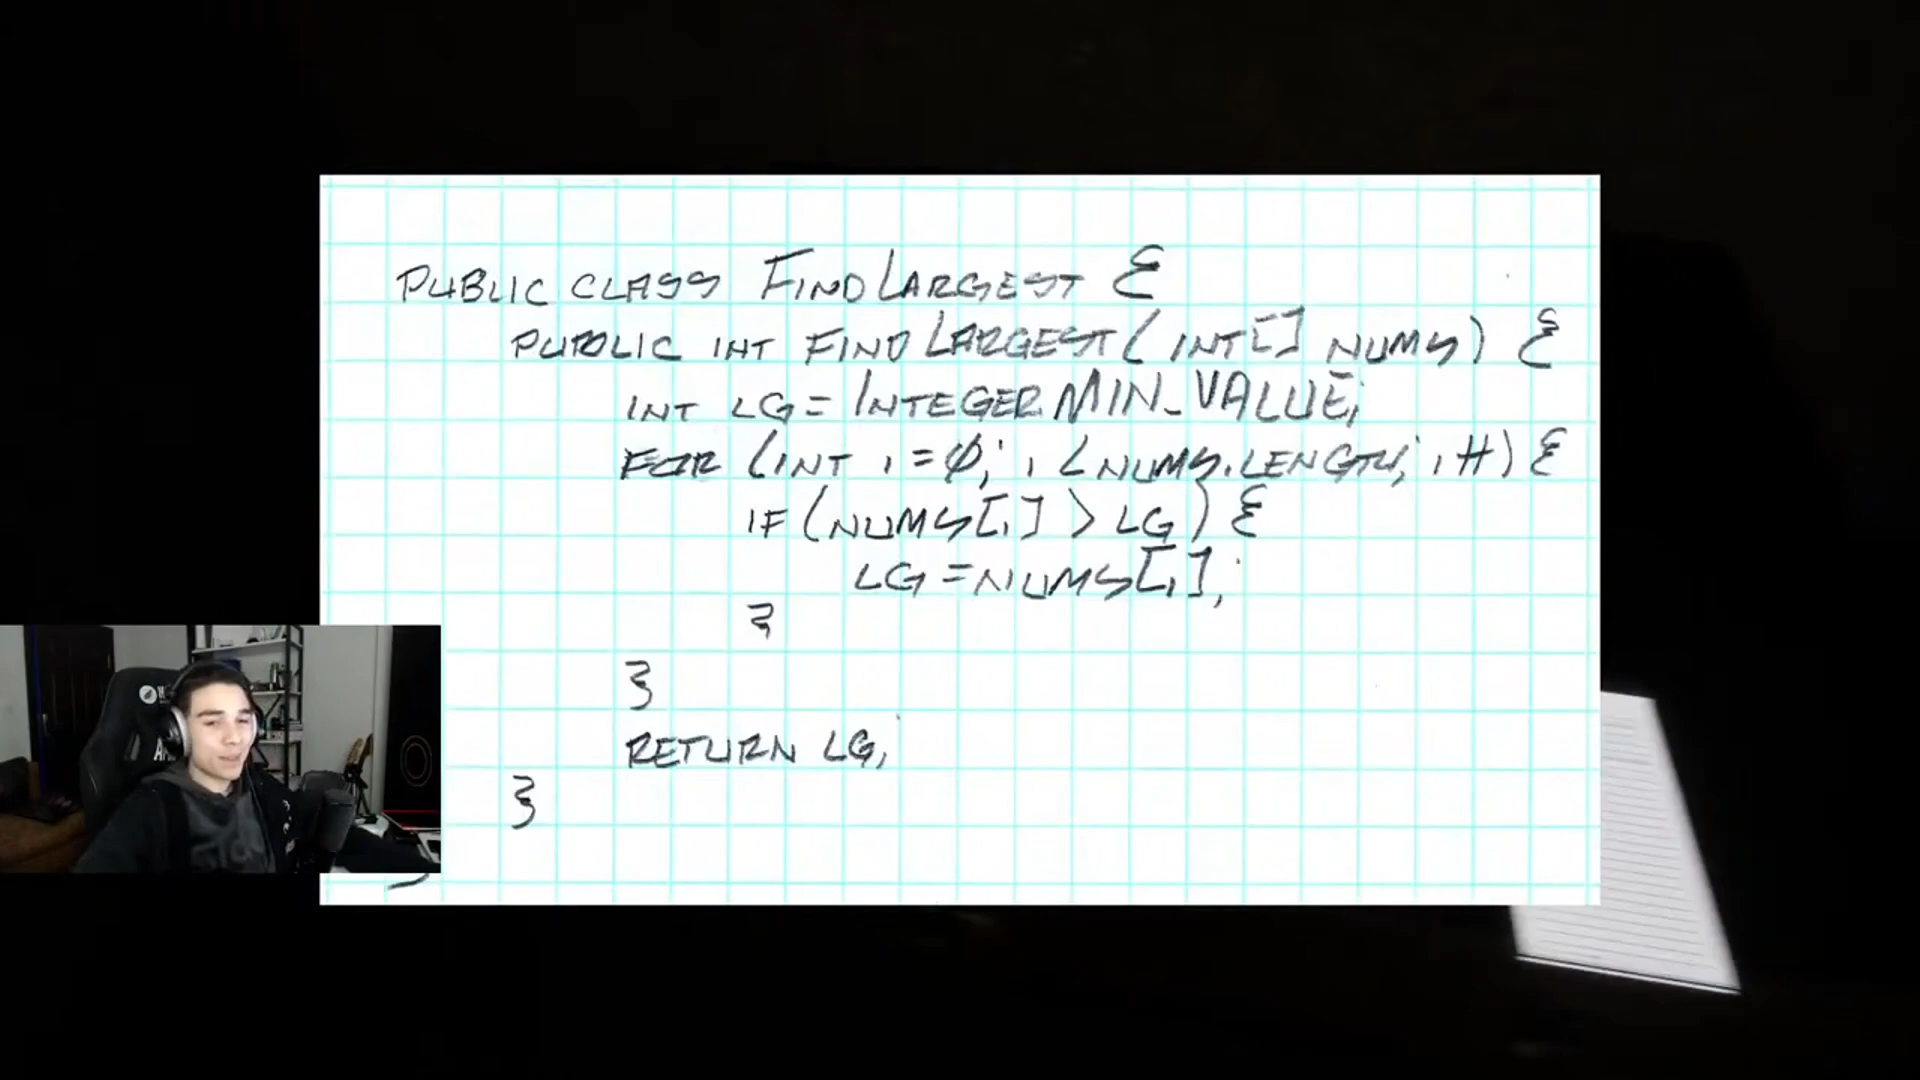 PUBLIC CLASS FINDLARGEST {
PUBLIC INT FINDLARGEST(INT[] NUMS) {
INT LG = INTEGER.MIN_VALUE;
FOR (INT i = 0; i < NUMS.LENGTH; i++) {
IF (NUMS[i] > LG) {
LG = NUMS[i];
}
}
RETURN LG;
}